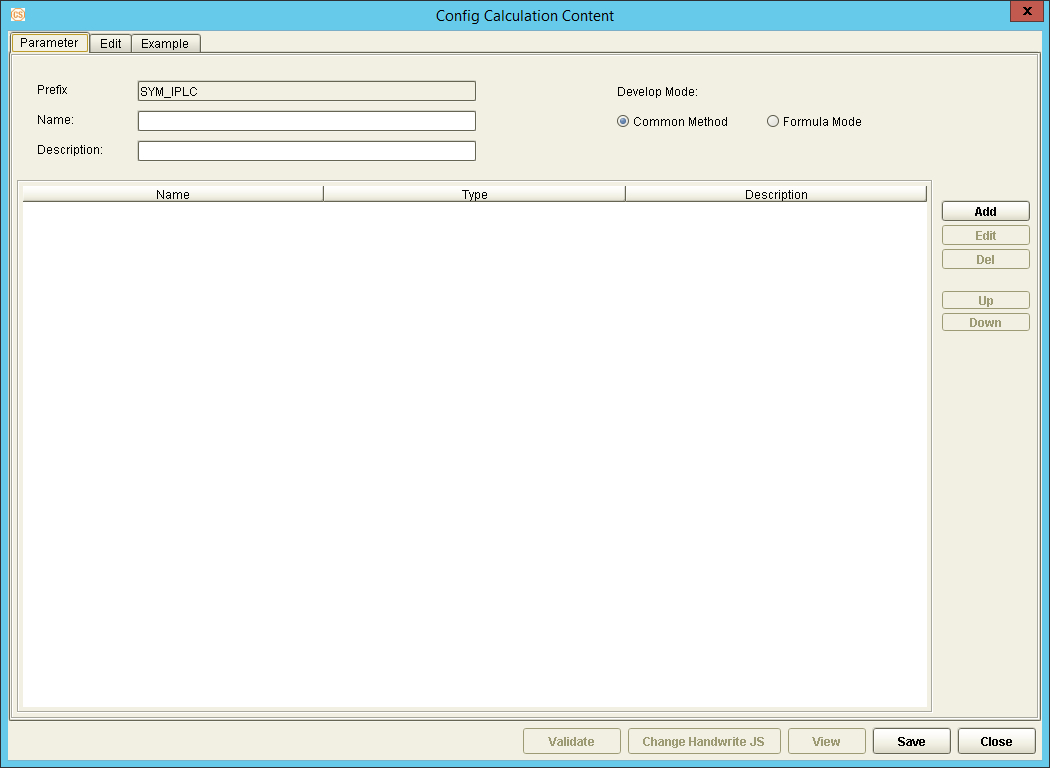 CS
Config Calculation Content
x
Parameter Edit Example
Prefix SYM_IPLC Develop Mode:
Name: Common Method Formula Mode
Description:
Name Type Description
Add
Edit
Del
Up
Down
Validate Change Handwrite JS View Save Close